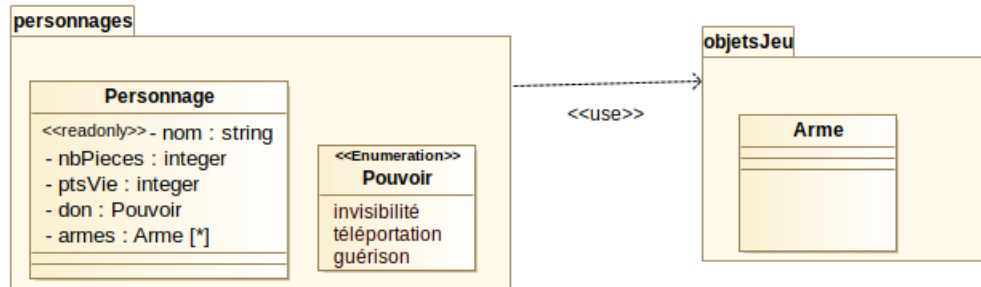 personnages
Personnage
<<readonly>> - nom : string
- nbPieces : integer
- ptsVie : integer
- don : Pouvoir
- armes : Arme [*]
<<Enumeration>>
Pouvoir
invisibilité
téléportation
guérison
<<use>>
objetsJeu
Arme